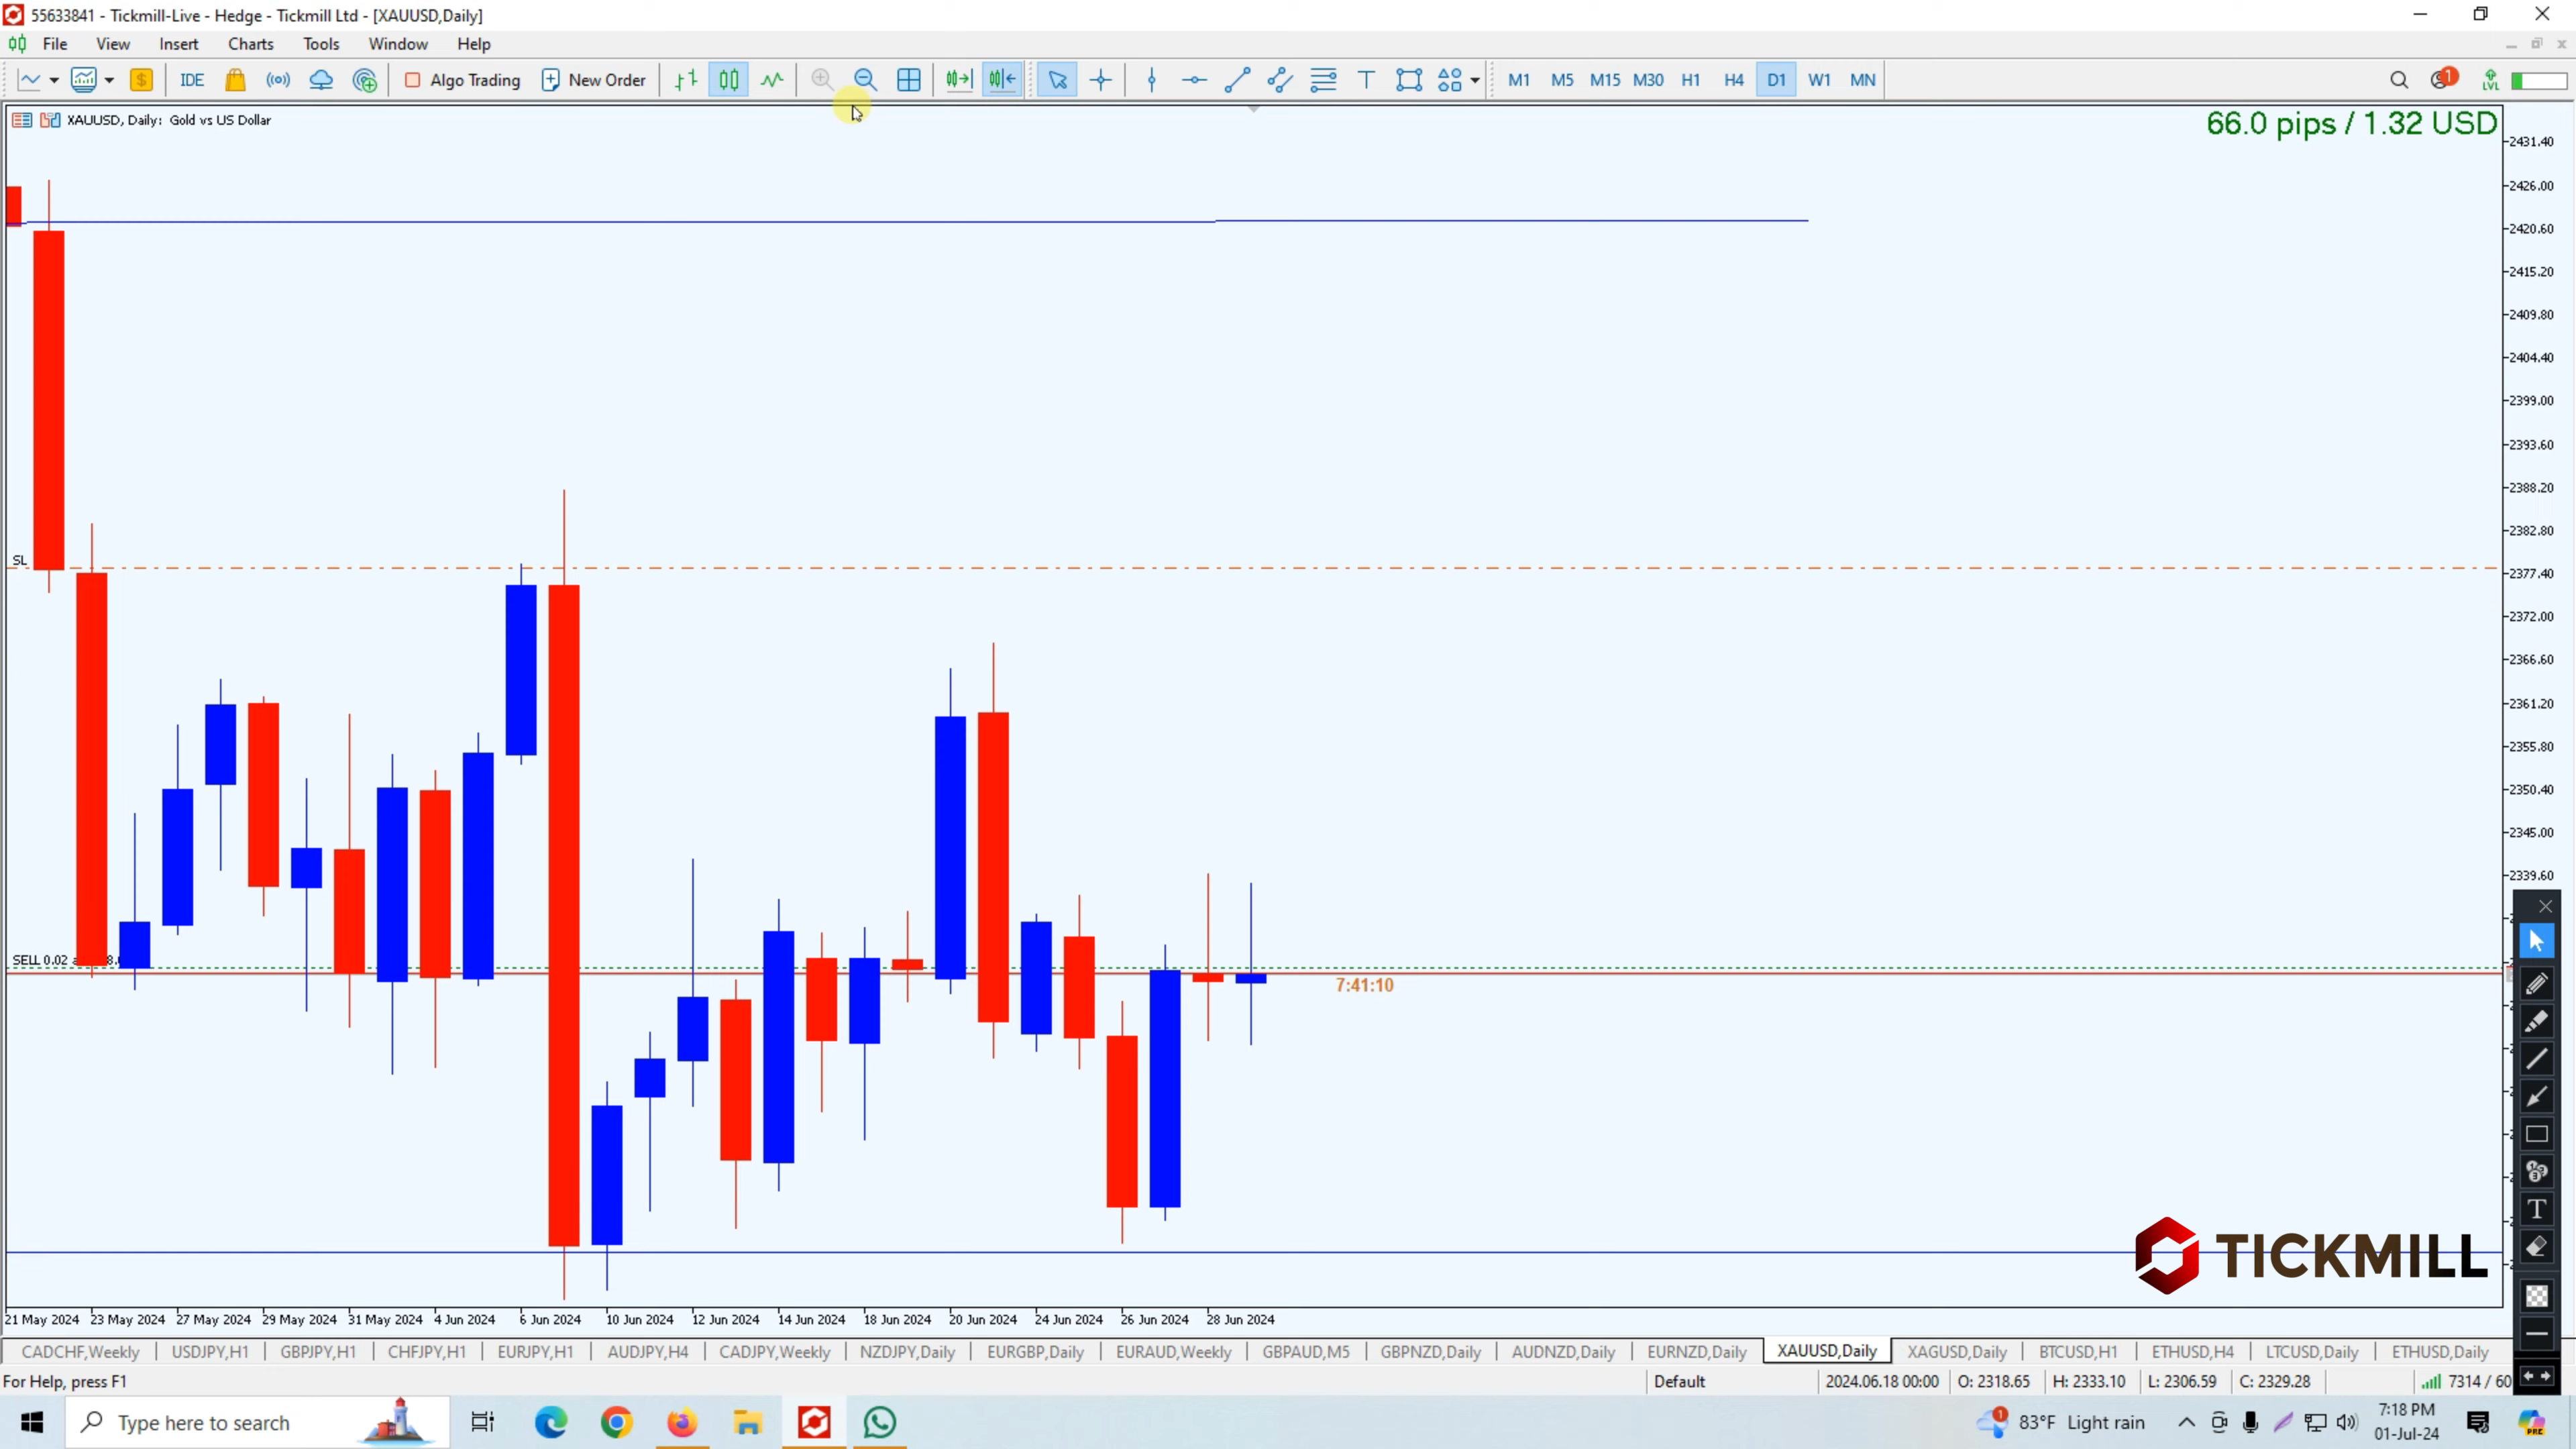 55633841 - Tickmill-Live - Hedge - Tickmill Ltd - [XAUUSD,Daily]
File View Insert Charts Tools Window Help
IDE Algo Trading New Order T M1 M5 M15 M30 H1 H4 D1 W1 MN 1 LVL
XAUUSD, Daily: Gold vs US Dollar
66.0 pips / 1.32 USD
2431.40
2426.00
2420.60
2415.20
2409.80
2404.40
2399.00
2393.60
2388.20
2382.80
SL
2377.40
2372.00
2366.60
2361.20
2355.80
2350.40
2345.00
2339.60
SELL 0.02
7:41:10
T
TICKMILL
21 May 2024 23 May 2024 27 May 2024 29 May 2024 31 May 2024 4 Jun 2024 6 Jun 2024 10 Jun 2024 12 Jun 2024 14 Jun 2024 18 Jun 2024 20 Jun 2024 24 Jun 2024 26 Jun 2024 28 Jun 2024
CADCHF,Weekly USDJPY,H1 GBPJPY,H1 CHFJPY,H1 EURJPY,H1 AUDJPY,H4 CADJPY,Weekly NZDJPY,Daily EURGBP,Daily EURAUD,Weekly GBPAUD,M5 GBPNZD,Daily AUDNZD,Daily EURNZD,Daily XAUUSD,Daily XAGUSD,Daily BTCUSD,H1 ETHUSD,H4 LTCUSD,Daily ETHUSD,Daily
For Help, press F1 Default 2024.06.18 00:00 O: 2318.65 H: 2333.10 L: 2306.59 C: 2329.28 7314 / 60
Type here to search 1 83°F Light rain 7:18 PM
01-Jul-24 PRE